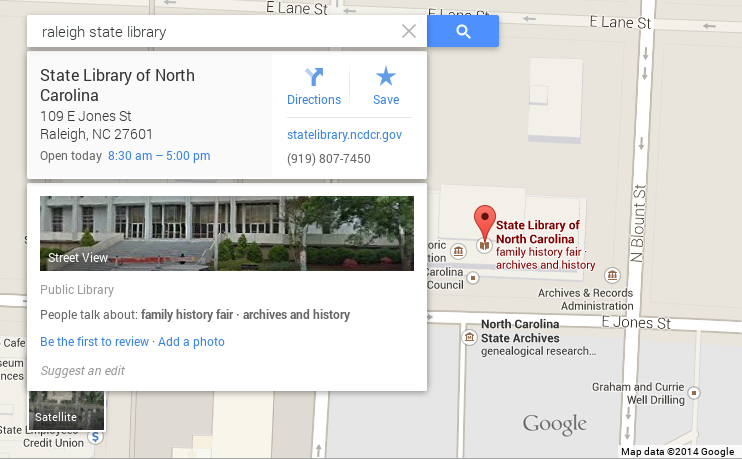 E Lane St
E Lane St
raleigh state library
State Library of North
Carolina
109 E Jones St
Raleigh, NC 27601
Open today 8:30 am – 5:00 pm
Directions
Save
statelibrary.ncdcr.gov
(919) 807-7450
Street View
Public Library
People talk about: family history fair · archives and history
Be the first to review · Add a photo
Suggest an edit
N Blount St
State Library of
North Carolina
family history fair ·
archives and history
oric
ation
Carolina
Council
Archives & Records
Administration
E Jones St
North Carolina
State Archives
genealogical research...
Graham and Currie
Well Drilling
Cafe
seum
nces
Satellite
State Employees
Credit Union
Google
Map data ©2014 Google